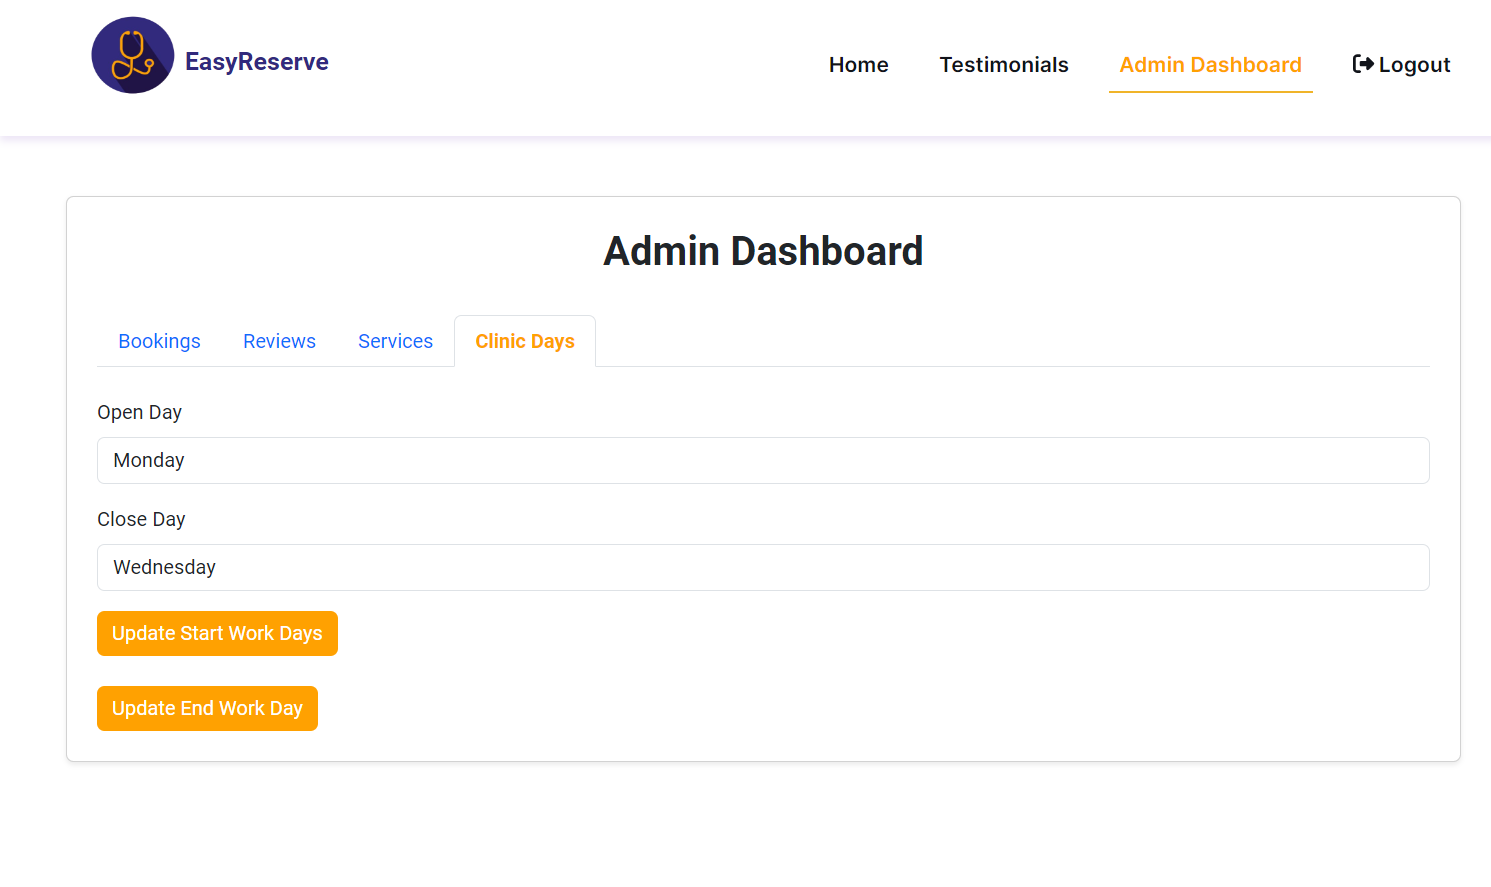 EasyReserve
Home Testimonials Admin Dashboard Logout
Admin Dashboard
Bookings Reviews Services Clinic Days
Open Day
Monday
Close Day
Wednesday
Update Start Work Days
Update End Work Day